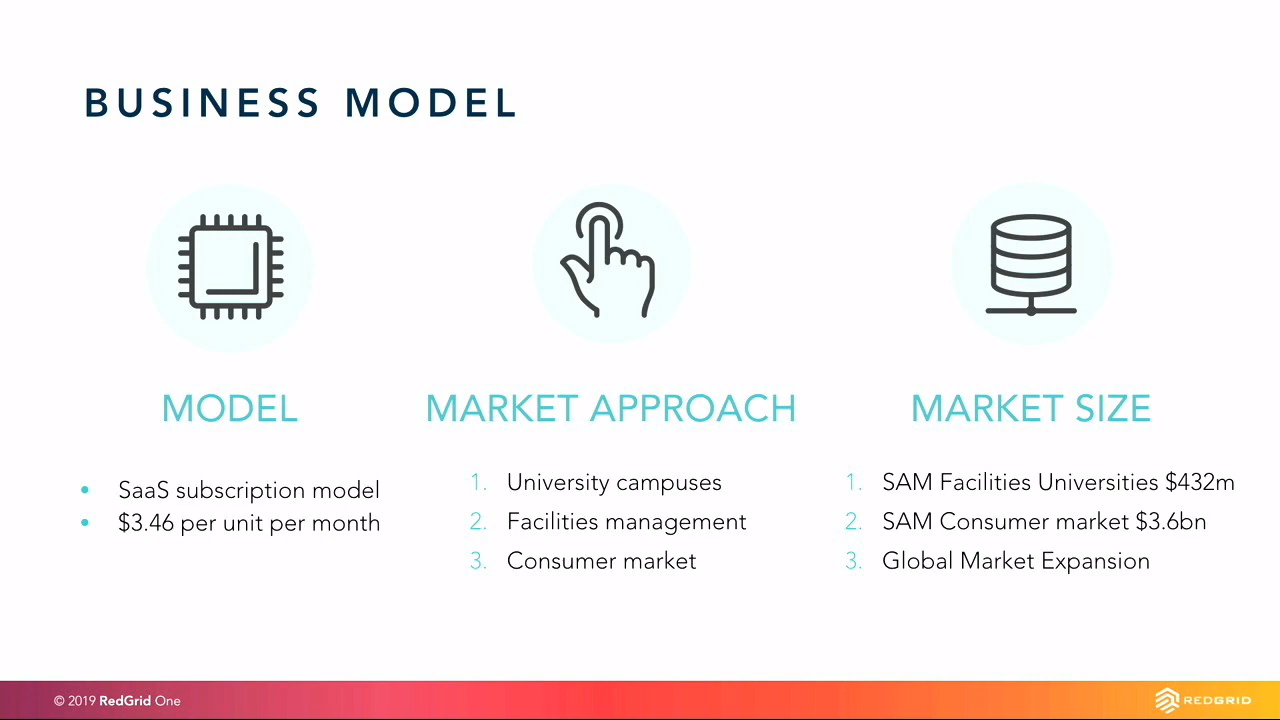 BUSINESS MODEL
MODEL
• SaaS subscription model
• $3.46 per unit per month
MARKET APPROACH
1. University campuses
2. Facilities management
3. Consumer market
MARKET SIZE
1. SAM Facilities Universities $432m
2. SAM Consumer market $3.6bn
3. Global Market Expansion
© 2019 RedGrid One
REDGRID